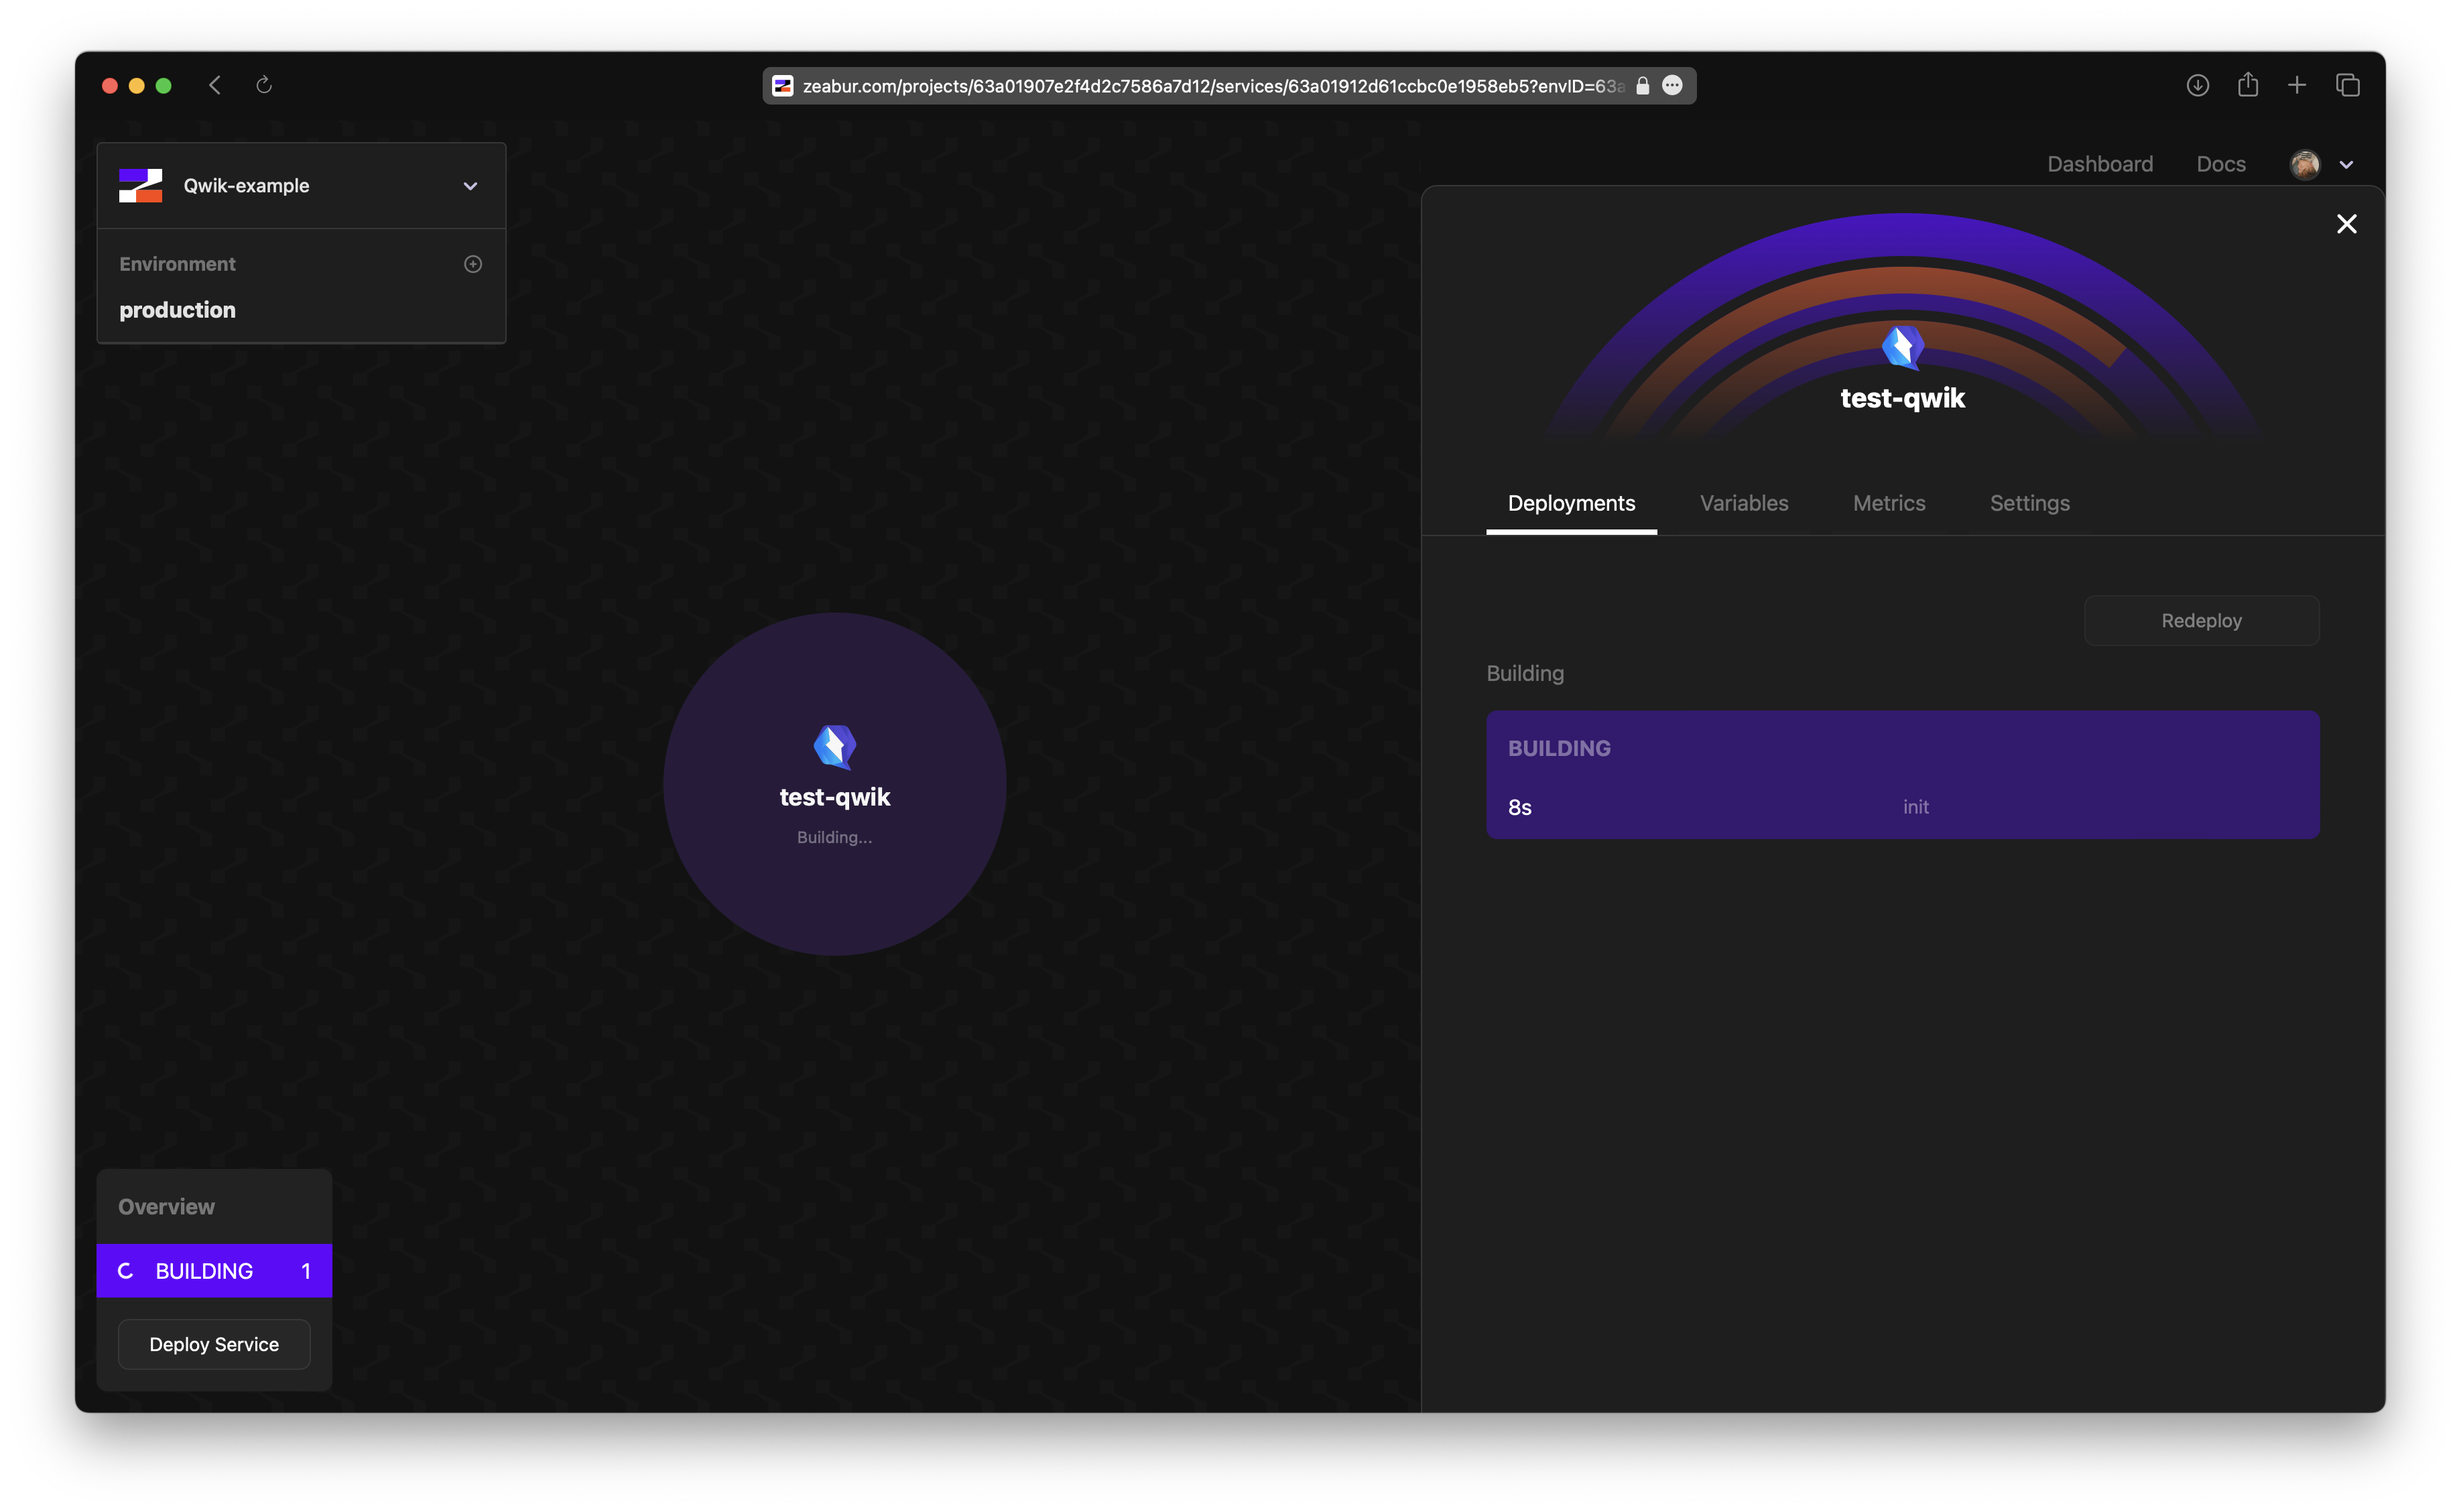 zeabur.com/projects/63a01907e2f4d2c7586a7d12/services/63a01912d61ccbc0e1958eb5?envID=63a
Qwik-example
Environment
production
Dashboard
Docs
test-qwik
Deployments
Variables
Metrics
Settings
Redeploy
Building
BUILDING
8s
init
test-qwik
Building...
Overview
BUILDING 1
Deploy Service